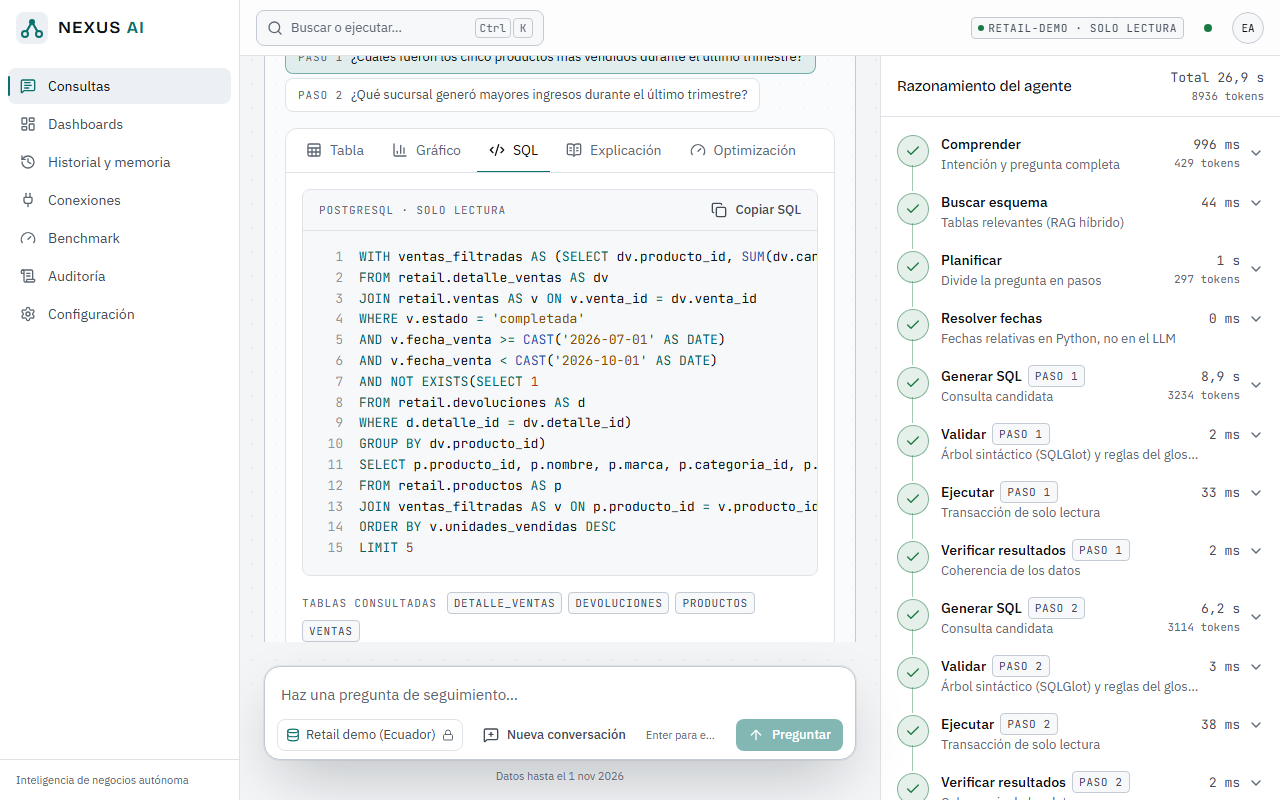 NEXUS AI
Buscar o ejecutar...
Ctrl K
RETAIL-DEMO · SOLO LECTURA
EA
Consultas
Dashboards
Historial y memoria
Conexiones
Benchmark
Auditoría
Configuración
Inteligencia de negocios autónoma
PASO 1 ¿Cuáles fueron los cinco productos más vendidos durante el último trimestre?
PASO 2 ¿Qué sucursal generó mayores ingresos durante el último trimestre?
Tabla
Gráfico
SQL
Explicación
Optimización
POSTGRESQL · SOLO LECTURA
Copiar SQL
1 WITH ventas_filtradas AS (SELECT dv.producto_id, SUM(dv.can
2 FROM retail.detalle_ventas AS dv
3 JOIN retail.ventas AS v ON v.venta_id = dv.venta_id
4 WHERE v.estado = 'completada'
5 AND v.fecha_venta >= CAST('2026-07-01' AS DATE)
6 AND v.fecha_venta < CAST('2026-10-01' AS DATE)
7 AND NOT EXISTS(SELECT 1
8 FROM retail.devoluciones AS d
9 WHERE d.detalle_id = dv.detalle_id)
10 GROUP BY dv.producto_id)
11 SELECT p.producto_id, p.nombre, p.marca, p.categoria_id, p.
12 FROM retail.productos AS p
13 JOIN ventas_filtradas AS v ON p.producto_id = v.producto_id
14 ORDER BY v.unidades_vendidas DESC
15 LIMIT 5
TABLAS CONSULTADAS DETALLE_VENTAS DEVOLUCIONES PRODUCTOS
VENTAS
Haz una pregunta de seguimiento...
Retail demo (Ecuador)
Nueva conversación
Enter para e...
Preguntar
Datos hasta el 1 nov 2026
Razonamiento del agente
Total 26,9 s
8936 tokens
Comprender 996 ms
Intención y pregunta completa 429 tokens
Buscar esquema 44 ms
Tablas relevantes (RAG híbrido)
Planificar 1 s
Divide la pregunta en pasos 297 tokens
Resolver fechas 0 ms
Fechas relativas en Python, no en el LLM
Generar SQL PASO 1 8,9 s
Consulta candidata 3234 tokens
Validar PASO 1 2 ms
Árbol sintáctico (SQLGlot) y reglas del glos...
Ejecutar PASO 1 33 ms
Transacción de solo lectura
Verificar resultados PASO 1 2 ms
Coherencia de los datos
Generar SQL PASO 2 6,2 s
Consulta candidata 3114 tokens
Validar PASO 2 3 ms
Árbol sintáctico (SQLGlot) y reglas del glos...
Ejecutar PASO 2 38 ms
Transacción de solo lectura
Verificar resultados PASO 2 2 ms